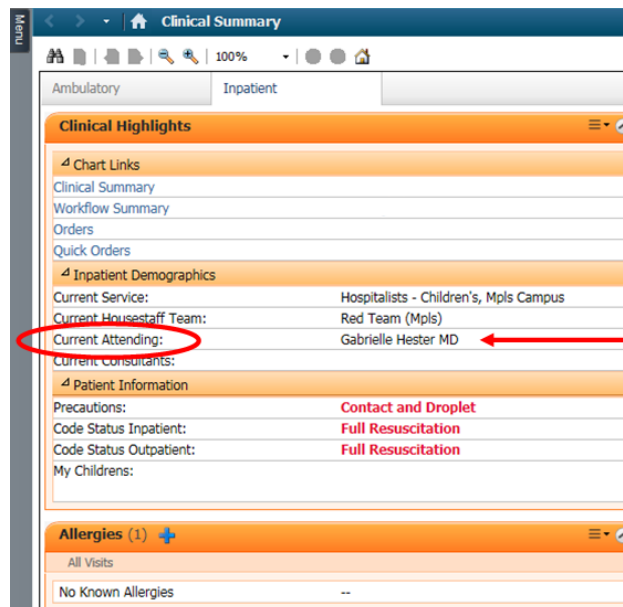 Menu
Clinical Summary
100%
Ambulatory Inpatient
Clinical Highlights
Chart Links
Clinical Summary
Workflow Summary
Orders
Quick Orders
Inpatient Demographics
Current Service: Hospitalists - Children's, Mpls Campus
Current Housestaff Team: Red Team (Mpls)
Current Attending: Gabrielle Hester MD
Current Consultants:
Patient Information
Precautions: Contact and Droplet
Code Status Inpatient: Full Resuscitation
Code Status Outpatient: Full Resuscitation
My Childrens:
Allergies (1)
All Visits
No Known Allergies --